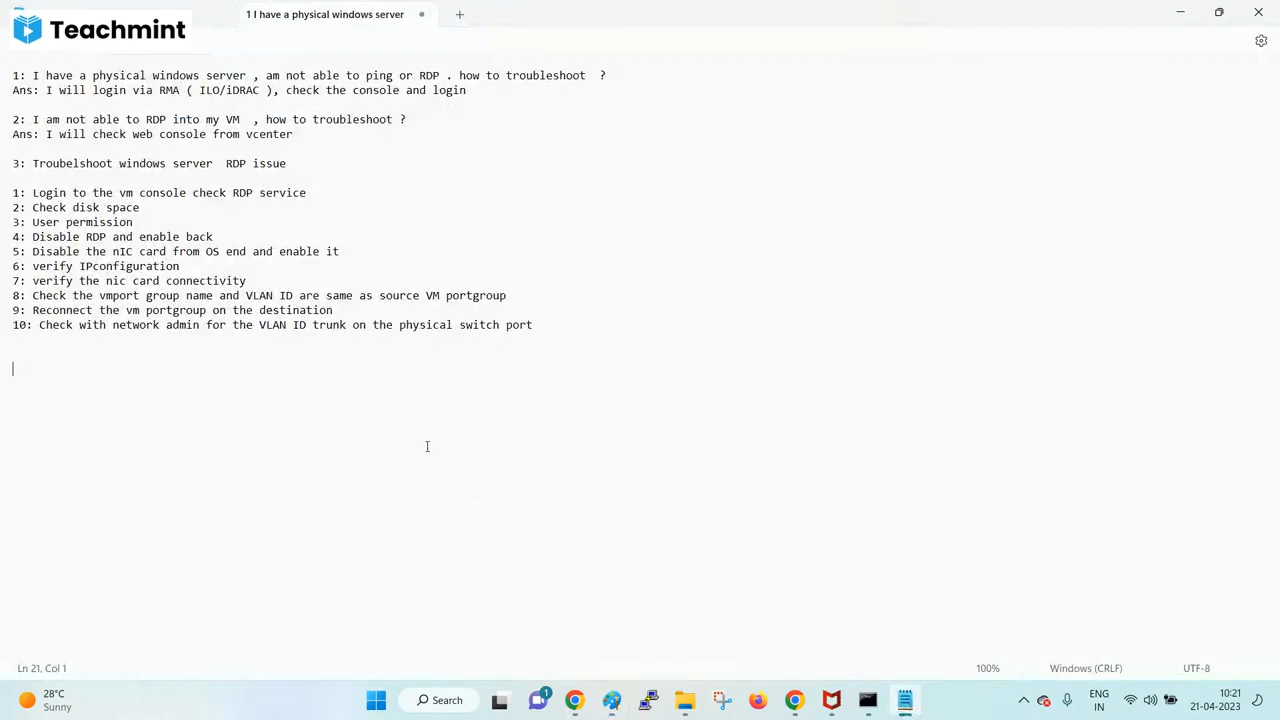 1 I have a physical windows server
Teachmint
1: I have a physical windows server , am not able to ping or RDP . how to troubleshoot ?
Ans: I will login via RMA ( ILO/iDRAC ), check the console and login
2: I am not able to RDP into my VM , how to troubleshoot ?
Ans: I will check web console from vcenter
3: Troubelshoot windows server RDP issue
1: Login to the vm console check RDP service
2: Check disk space
3: User permission
4: Disable RDP and enable back
5: Disable the nIC card from OS end and enable it
6: verify IPconfiguration
7: verify the nic card connectivity
8: Check the vmport group name and VLAN ID are same as source VM portgroup
9: Reconnect the vm portgroup on the destination
10: Check with network admin for the VLAN ID trunk on the physical switch port
Ln 21, Col 1
100%
Windows (CRLF)
UTF-8
28°C
Sunny
Search
1
ENG
IN
10:21
21-04-2023